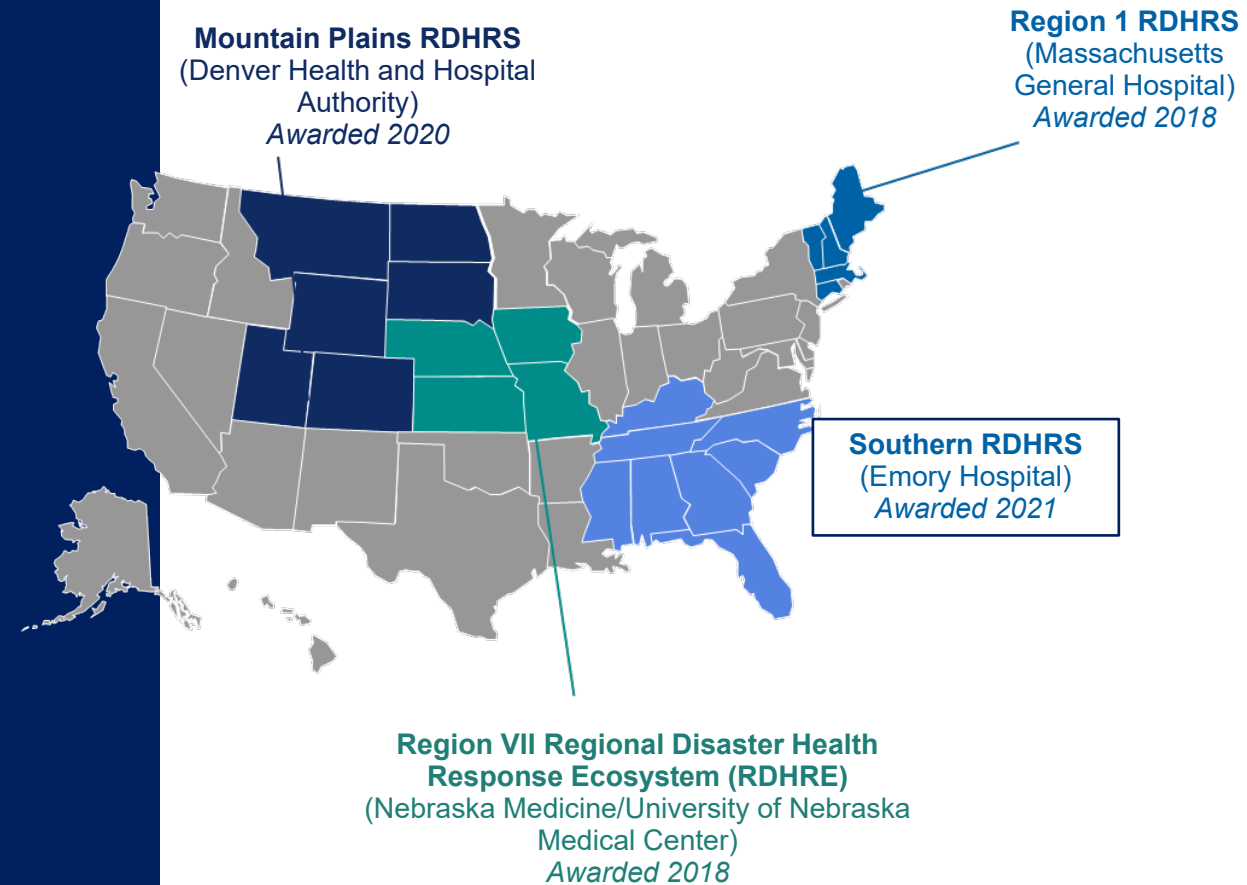 Mountain Plains RDHRS
(Denver Health and Hospital
Authority)
Awarded 2020
Region 1 RDHRS
(Massachusetts
General Hospital)
Awarded 2018
Southern RDHRS
(Emory Hospital)
Awarded 2021
Region VII Regional Disaster Health
Response Ecosystem (RDHRE)
(Nebraska Medicine/University of Nebraska
Medical Center)
Awarded 2018